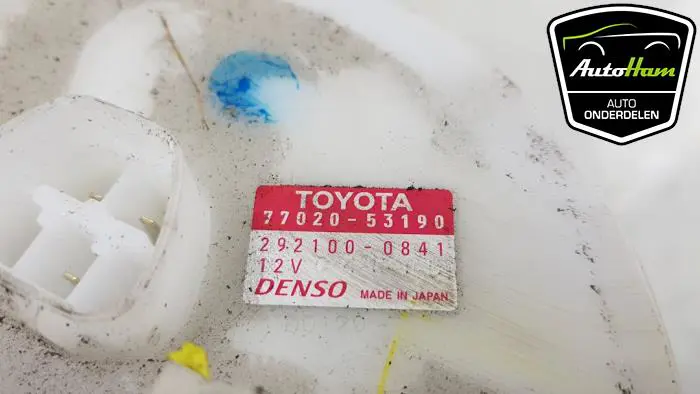 AutoHam
AUTO
ONDERDELEN
TOYOTA
77020-53190
292100-0841
12V
DENSO MADE IN JAPAN